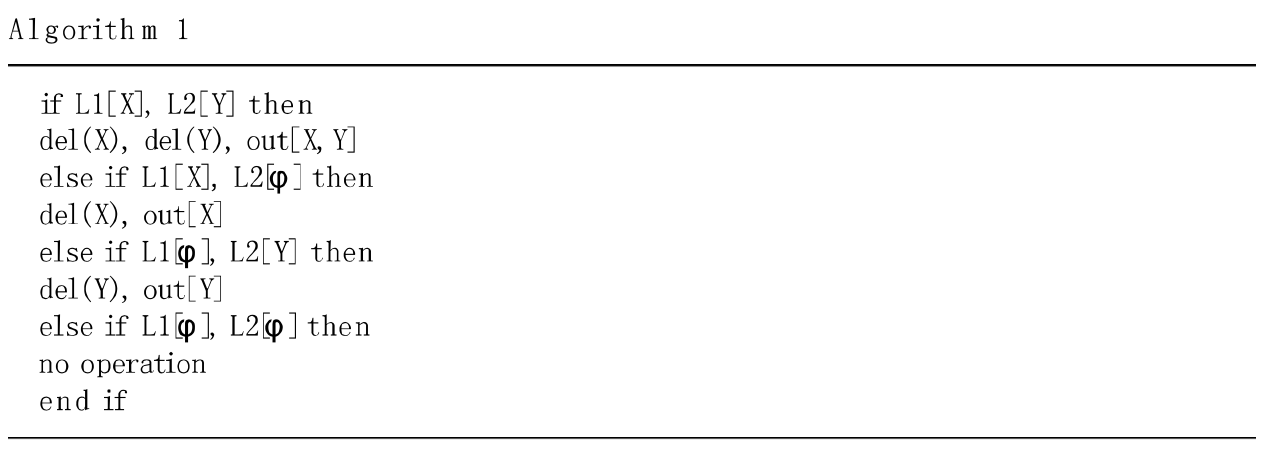 Algorithm 1
if L1[X], L2[Y] then
del(X), del(Y), out[X, Y]
else if L1[X], L2[φ] then
del(X), out[X]
else if L1[φ], L2[Y] then
del(Y), out[Y]
else if L1[φ], L2[φ] then
no operation
end if